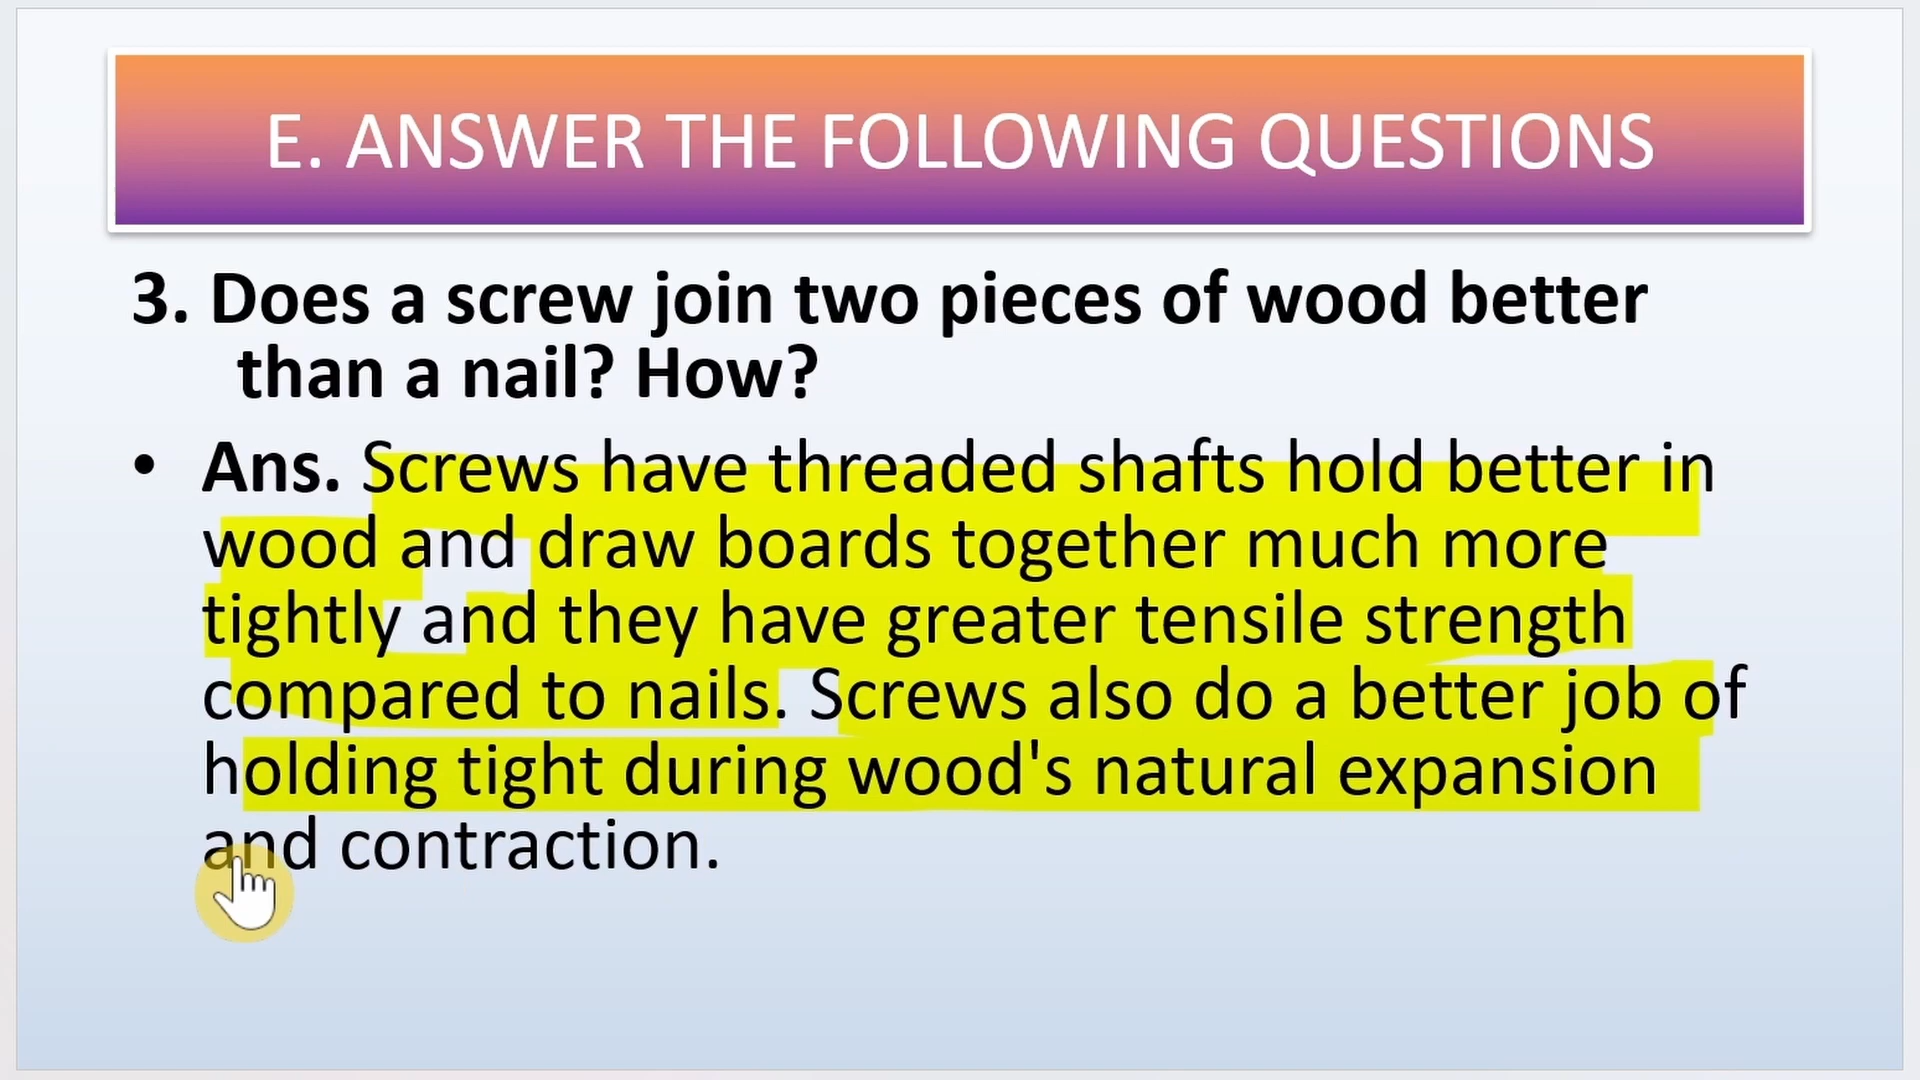 E. ANSWER THE FOLLOWING QUESTIONS
3. Does a screw join two pieces of wood better
than a nail? How?
• Ans. Screws have threaded shafts hold better in
wood and draw boards together much more
tightly and they have greater tensile strength
compared to nails. Screws also do a better job of
holding tight during wood's natural expansion
and contraction.